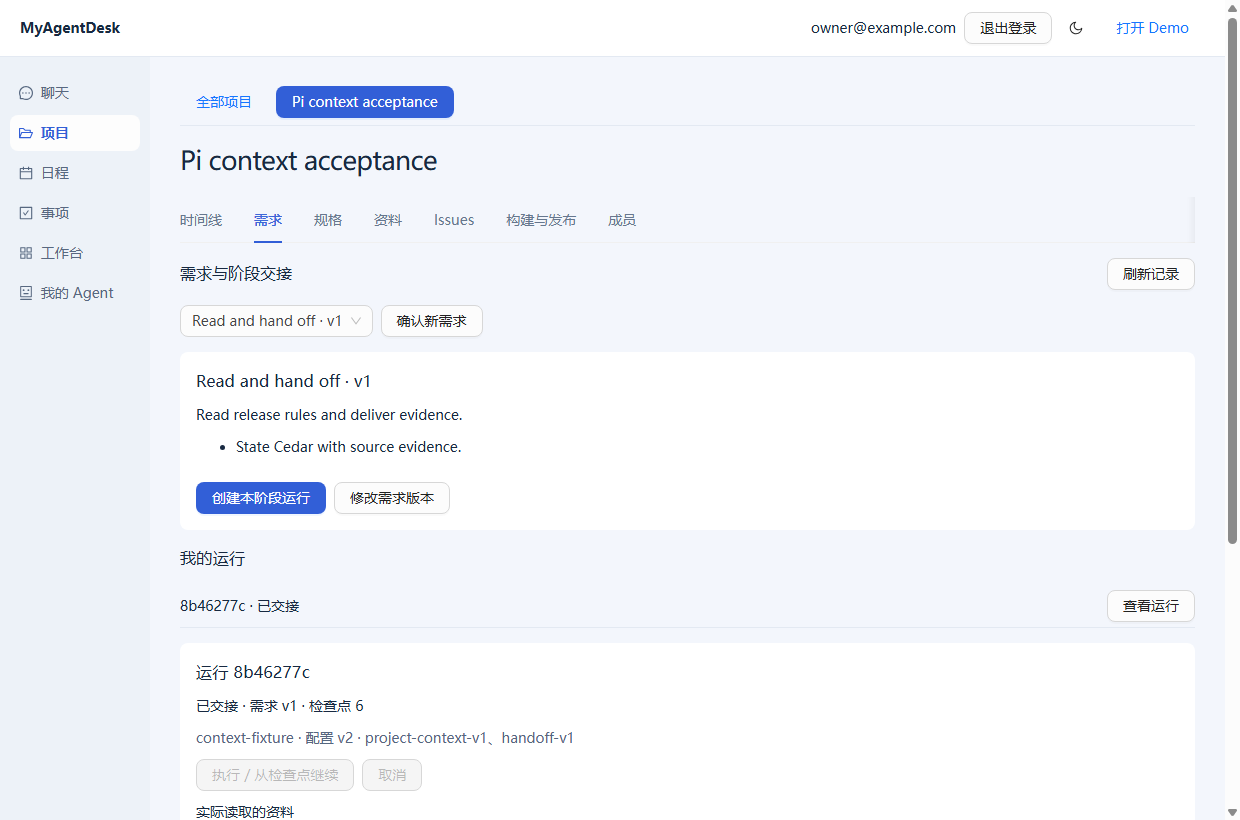 MyAgentDesk
owner@example.com 退出登录 打开 Demo
聊天
项目
日程
事项
工作台
我的 Agent
全部项目 Pi context acceptance
Pi context acceptance
时间线 需求 规格 资料 Issues 构建与发布 成员
需求与阶段交接 刷新记录
Read and hand off · v1 确认新需求
Read and hand off · v1
Read release rules and deliver evidence.
State Cedar with source evidence.
创建本阶段运行 修改需求版本
我的运行
8b46277c · 已交接 查看运行
运行 8b46277c
已交接 · 需求 v1 · 检查点 6
context-fixture · 配置 v2 · project-context-v1、handoff-v1
执行 / 从检查点继续 取消
实际读取的资料